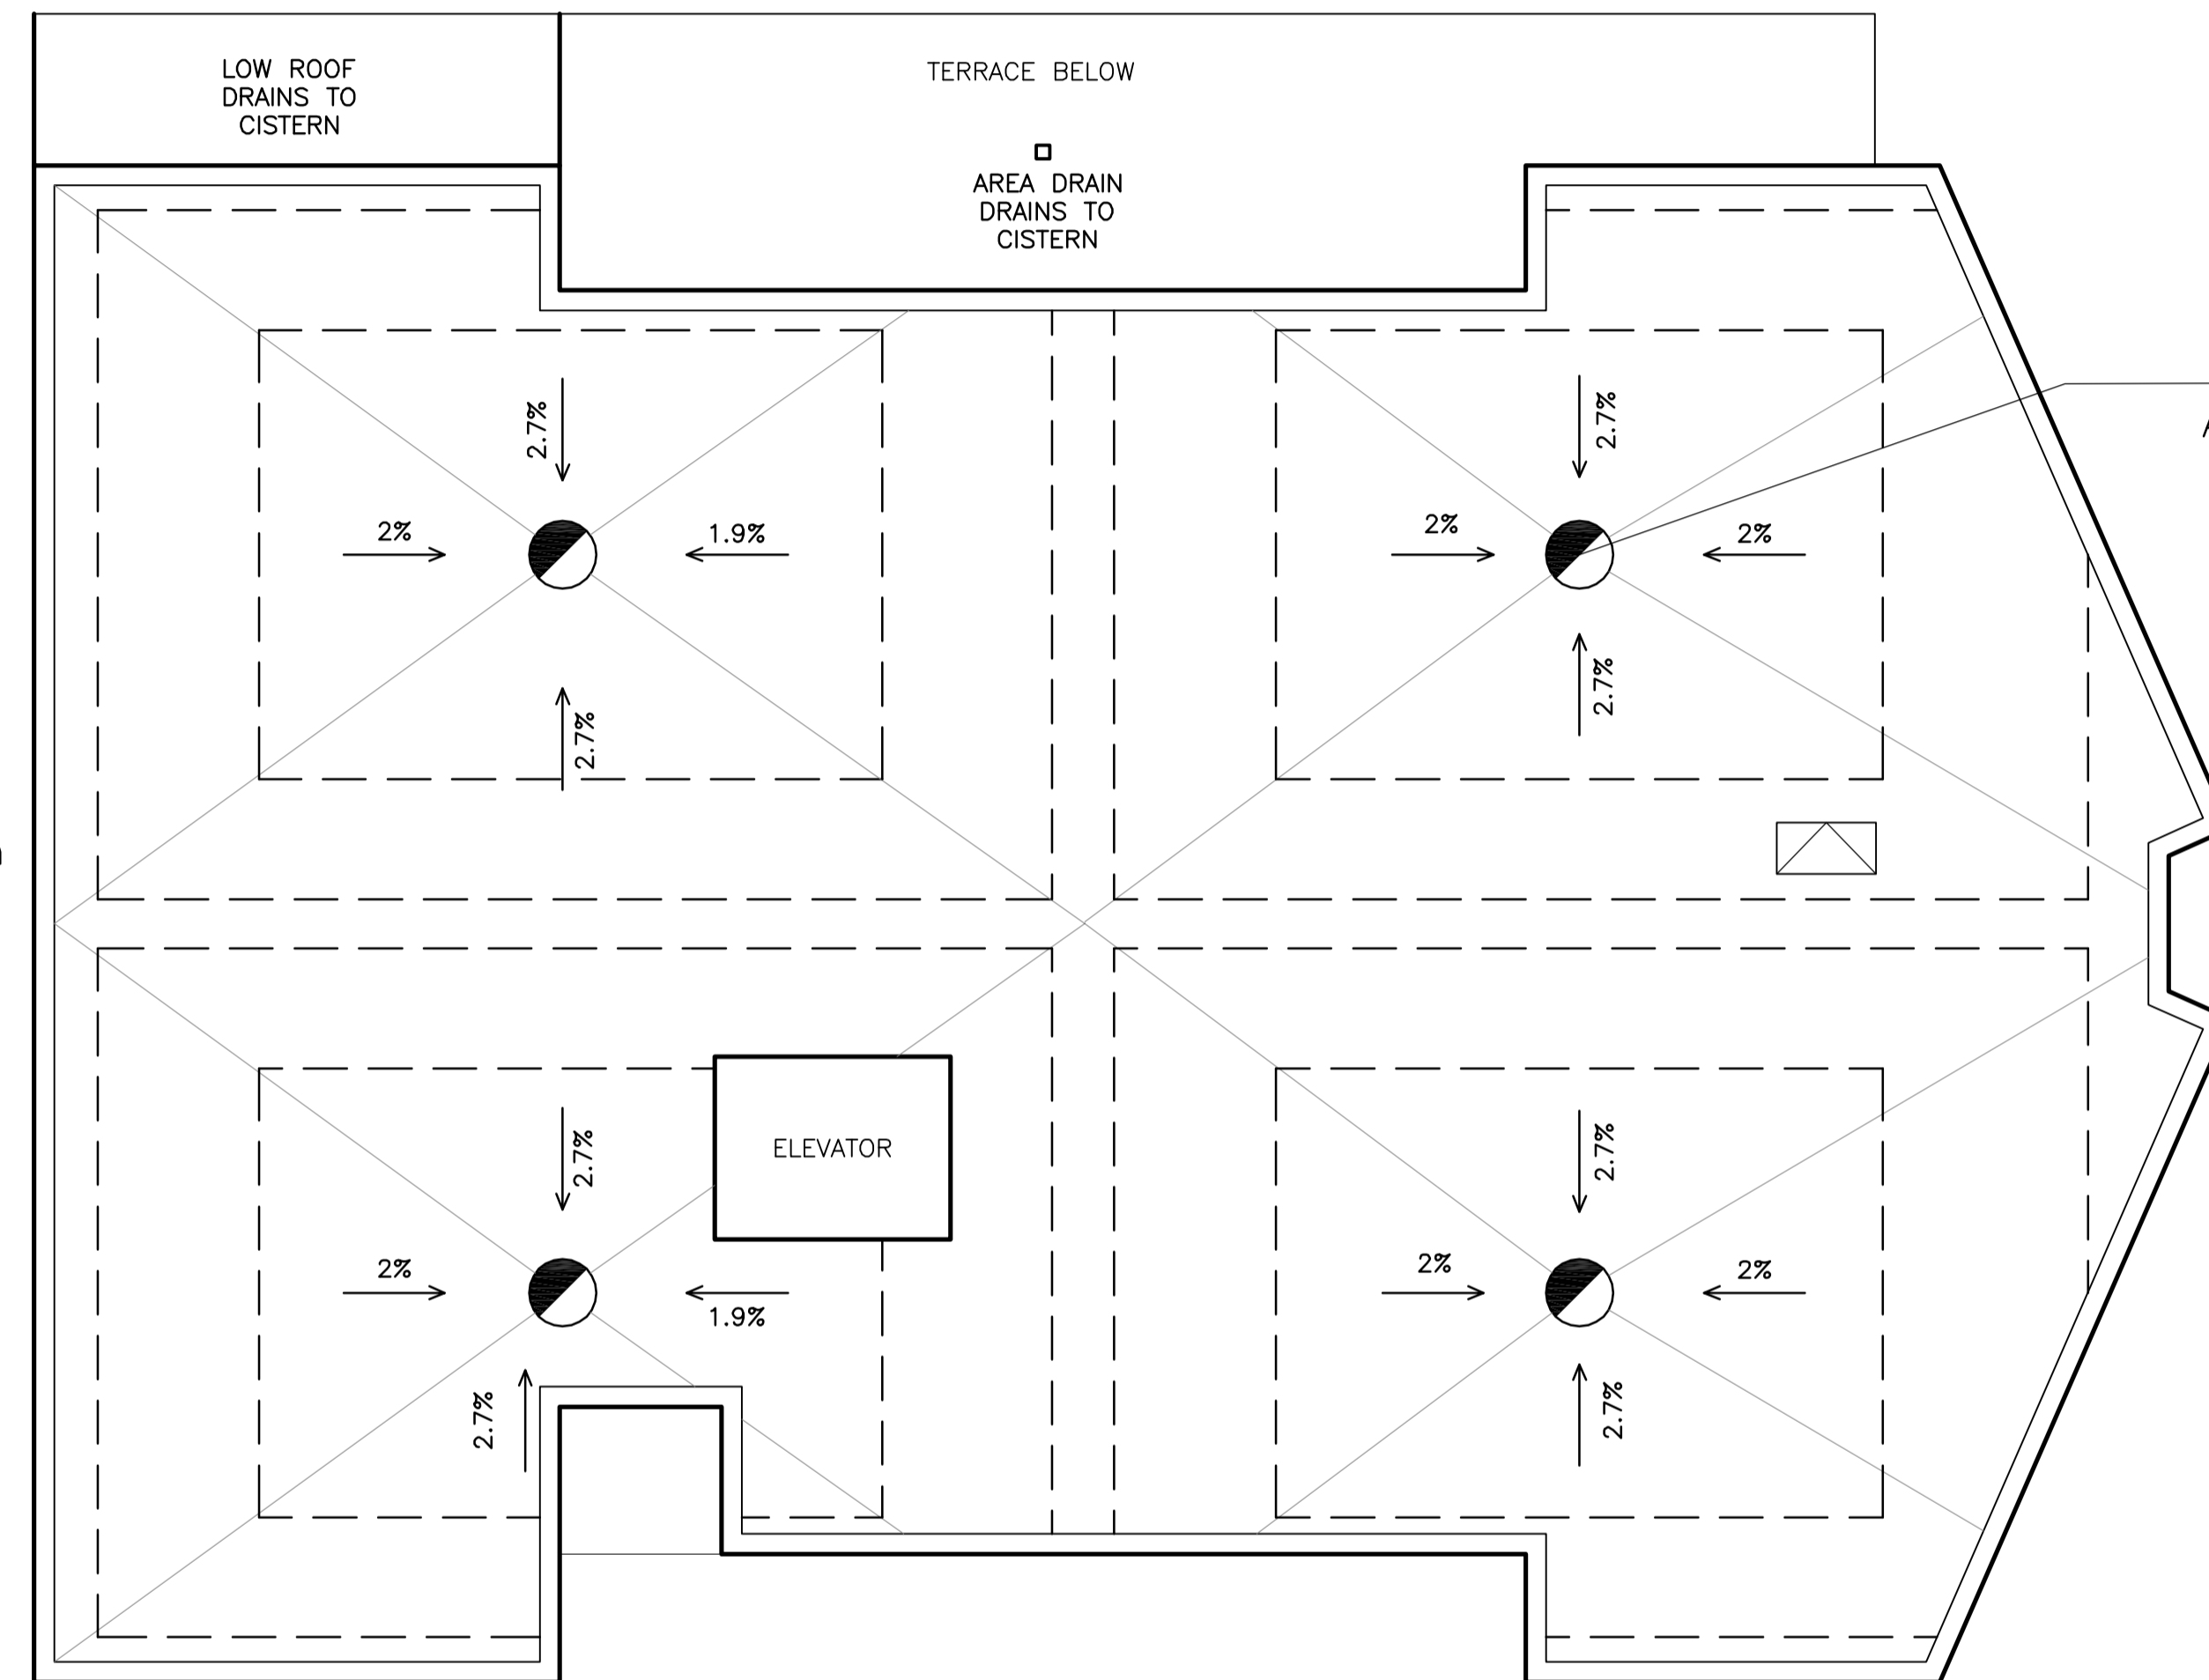 LOW ROOF
DRAINS TO
CISTERN
TERRACE BELOW
AREA DRAIN
DRAINS TO
CISTERN
2.7%
2.7%
2%
1.9%
2%
2%
2.7%
2.7%
2.7%
ELEVATOR
2.7%
2%
1.9%
2%
2%
2.7%
2.7%